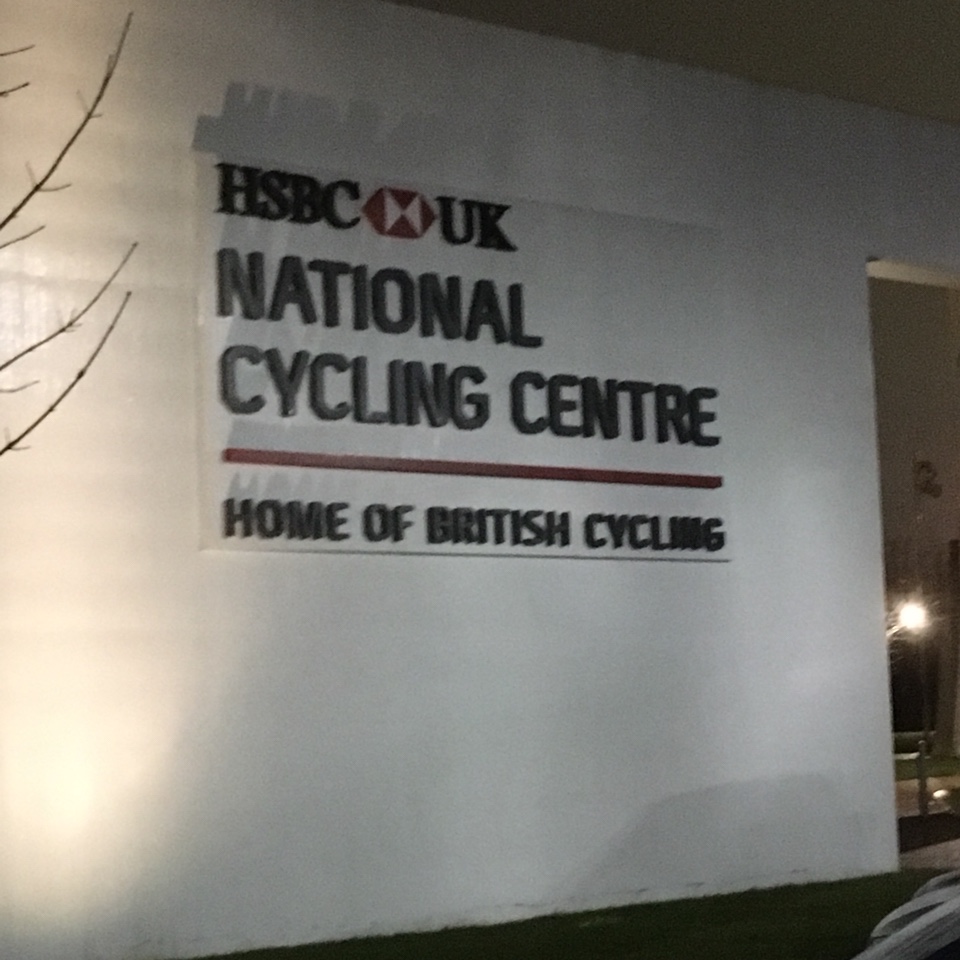 HSBC UK
NATIONAL
CYCLING CENTRE
HOME OF BRITISH CYCLING